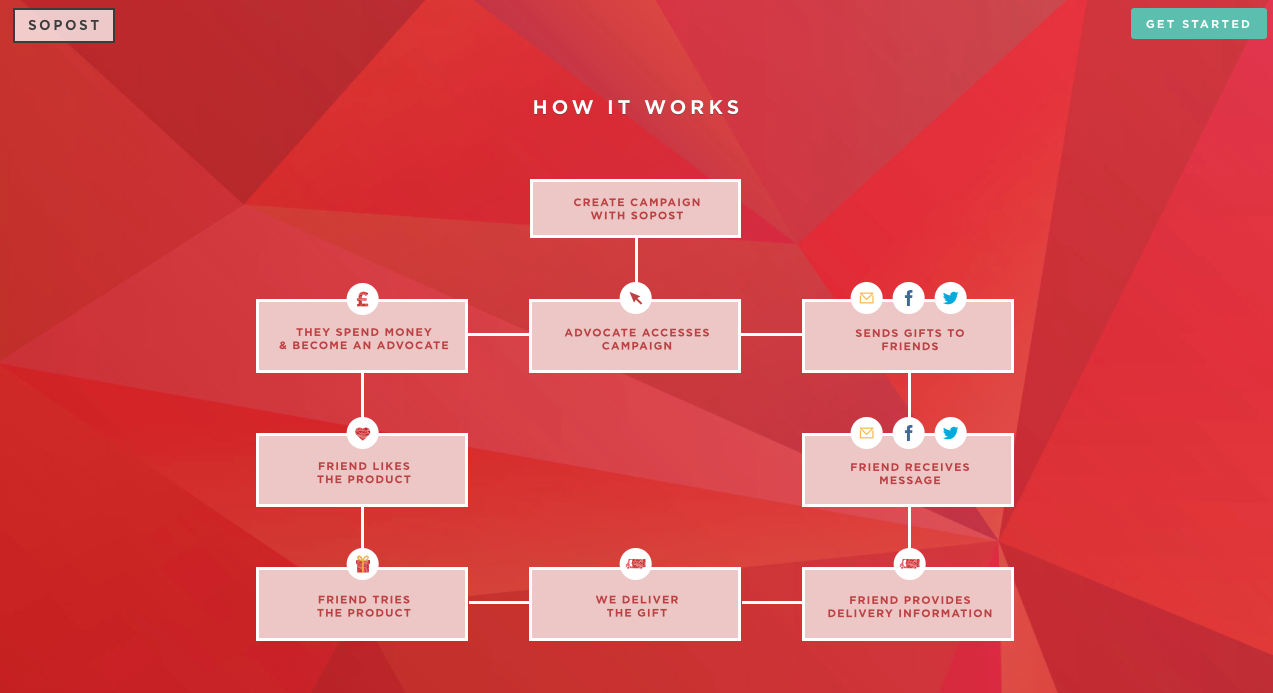 SOPOST
GET STARTED
HOW IT WORKS
CREATE CAMPAIGN
WITH SOPOST
£
THEY SPEND MONEY
& BECOME AN ADVOCATE
ADVOCATE ACCESSES
CAMPAIGN
SENDS GIFTS TO
FRIENDS
FRIEND LIKES
THE PRODUCT
FRIEND RECEIVES
MESSAGE
FRIEND TRIES
THE PRODUCT
WE DELIVER
THE GIFT
FRIEND PROVIDES
DELIVERY INFORMATION